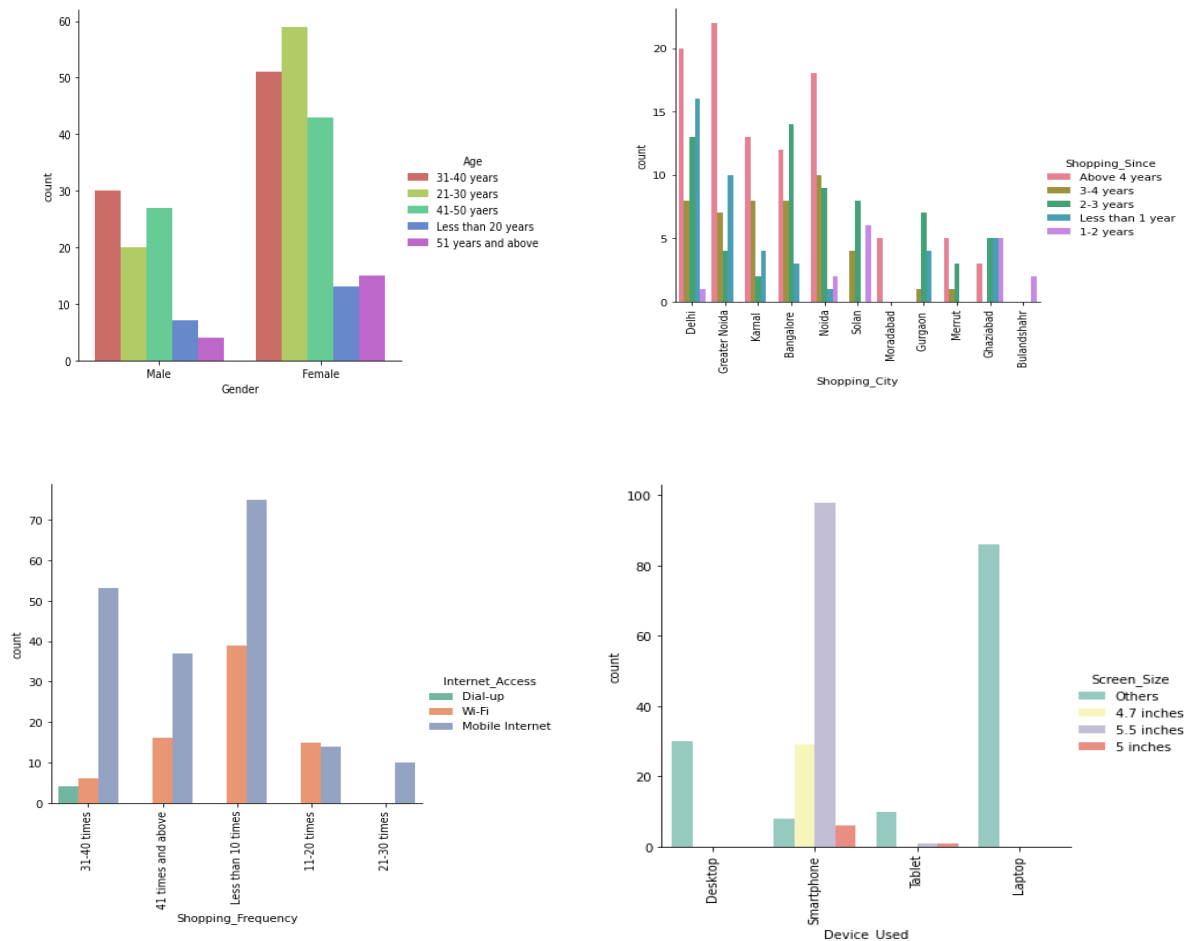 60
50
40
30
20
10
0
count
Male
Female
Gender
Age
31-40 years
21-30 years
41-50 yaers
Less than 20 years
51 years and above
20
15
10
5
0
count
Delhi
Greater Noida
Karnal
Bangalore
Noida
Solan
Moradabad
Gurgaon
Merrut
Ghaziabad
Bulandshahr
Shopping_City
Shopping_Since
Above 4 years
3-4 years
2-3 years
Less than 1 year
1-2 years
70
60
50
40
30
20
10
0
count
31-40 times
41 times and above
Less than 10 times
11-20 times
21-30 times
Shopping_Frequency
Internet_Access
Dial-up
Wi-Fi
Mobile Internet
100
80
60
40
20
0
count
Desktop
Smartphone
Tablet
Laptop
Device_Used
Screen_Size
Others
4.7 inches
5.5 inches
5 inches